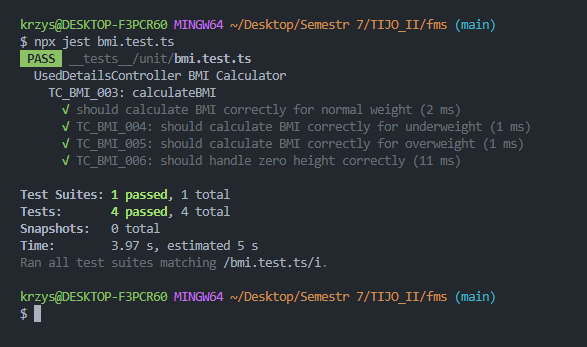 krzys@DESKTOP-F3PCR60 MINGW64 ~/Desktop/Semestr 7/TIJO_II/fms (main)
$ npx jest bmi.test.ts
PASS __tests__/unit/bmi.test.ts
UsedDetailsController BMI Calculator
TC_BMI_003: calculateBMI
√ should calculate BMI correctly for normal weight (2 ms)
√ TC_BMI_004: should calculate BMI correctly for underweight (1 ms)
√ TC_BMI_005: should calculate BMI correctly for overweight (1 ms)
√ TC_BMI_006: should handle zero height correctly (11 ms)
Test Suites: 1 passed, 1 total
Tests: 4 passed, 4 total
Snapshots: 0 total
Time: 3.97 s, estimated 5 s
Ran all test suites matching /bmi.test.ts/i.
krzys@DESKTOP-F3PCR60 MINGW64 ~/Desktop/Semestr 7/TIJO_II/fms (main)
$